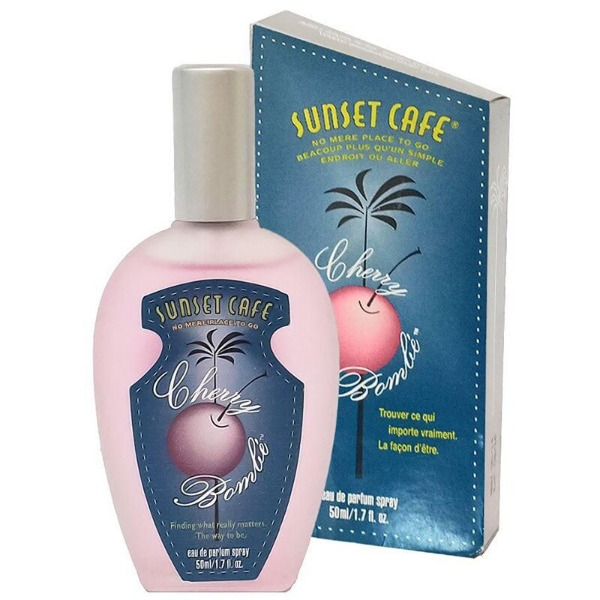 SUNSET CAFE®
NO MERE PLACE TO GO
BEACOUP PLUS QU'UN SIMPLE
ENDROIT OU ALLER
Cherry
Bombe™
Trouver ce qui
importe vraiment.
La façon d'être.
eau de parfum spray
50ml/1.7 fl. oz.
SUNSET CAFE
NO MERE PLACE TO GO
Cherry
Bombe™
Finding what really matters.
The way to be.
eau de parfum spray
50ml/1.7 fl. oz.